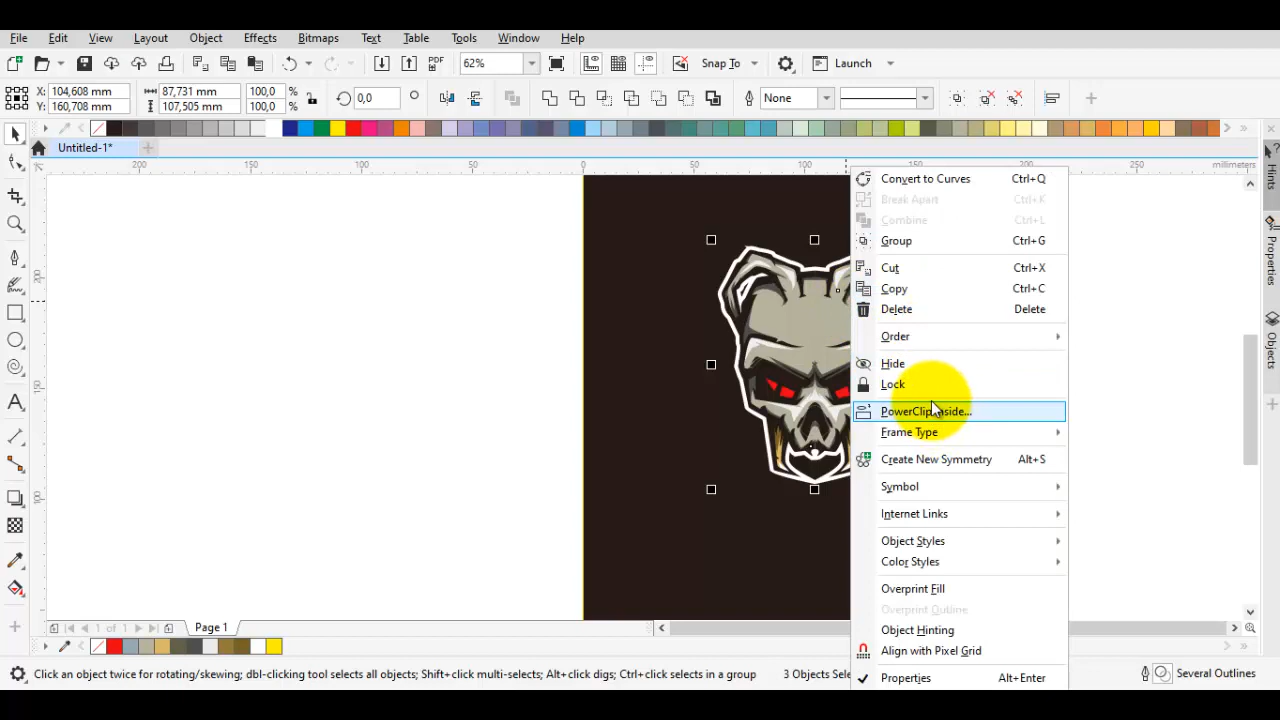 File Edit View Layout Object Effects Bitmaps Text Table Tools Window Help
PDF 62% Snap To Launch
X: 104,608 mm 87,731 mm 100,0 % 0,0 None
Y: 160,708 mm 107,505 mm 100,0 %
Untitled-1*
200 150 100 50 0 50 100 150 200 250 millimeters
200
150
100
Convert to Curves Ctrl+Q
Break Apart Ctrl+K
Combine Ctrl+L
Group Ctrl+G
Cut Ctrl+X
Copy Ctrl+C
Delete Delete
Order
Hide
Lock
PowerClip Inside...
Frame Type
Create New Symmetry Alt+S
Symbol
Internet Links
Object Styles
Color Styles
Overprint Fill
Overprint Outline
Object Hinting
Align with Pixel Grid
Properties Alt+Enter
Hints
Properties
Objects
1 of 1 Page 1
Click an object twice for rotating/skewing; dbl-clicking tool selects all objects; Shift+click multi-selects; Alt+click digs; Ctrl+click selects in a group 3 Objects Several Outlines